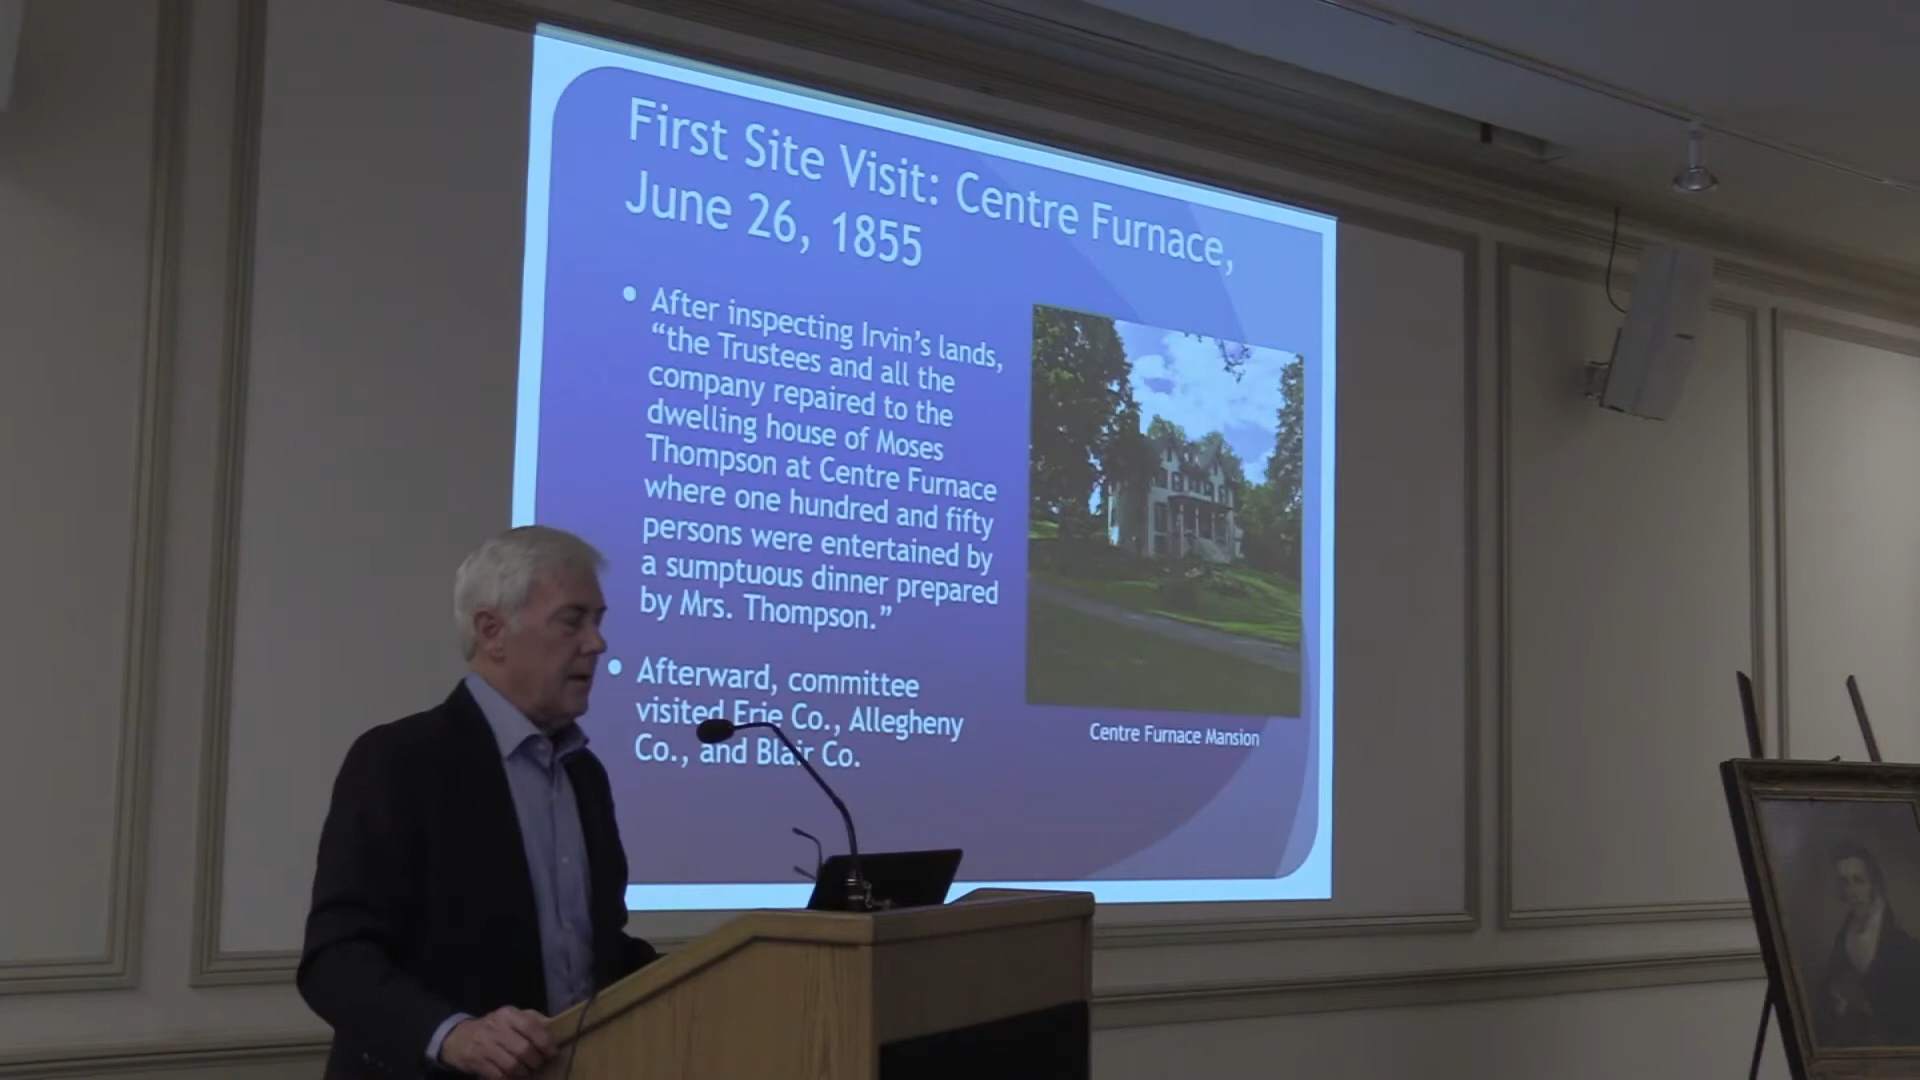 First Site Visit: Centre Furnace,
June 26, 1855
• After inspecting Irvin's lands,
“the Trustees and all the
company repaired to the
dwelling house of Moses
Thompson at Centre Furnace
where one hundred and fifty
persons were entertained by
a sumptuous dinner prepared
by Mrs. Thompson.”
• Afterward, committee
visited Erie Co., Allegheny
Co., and Blair Co.
Centre Furnace Mansion